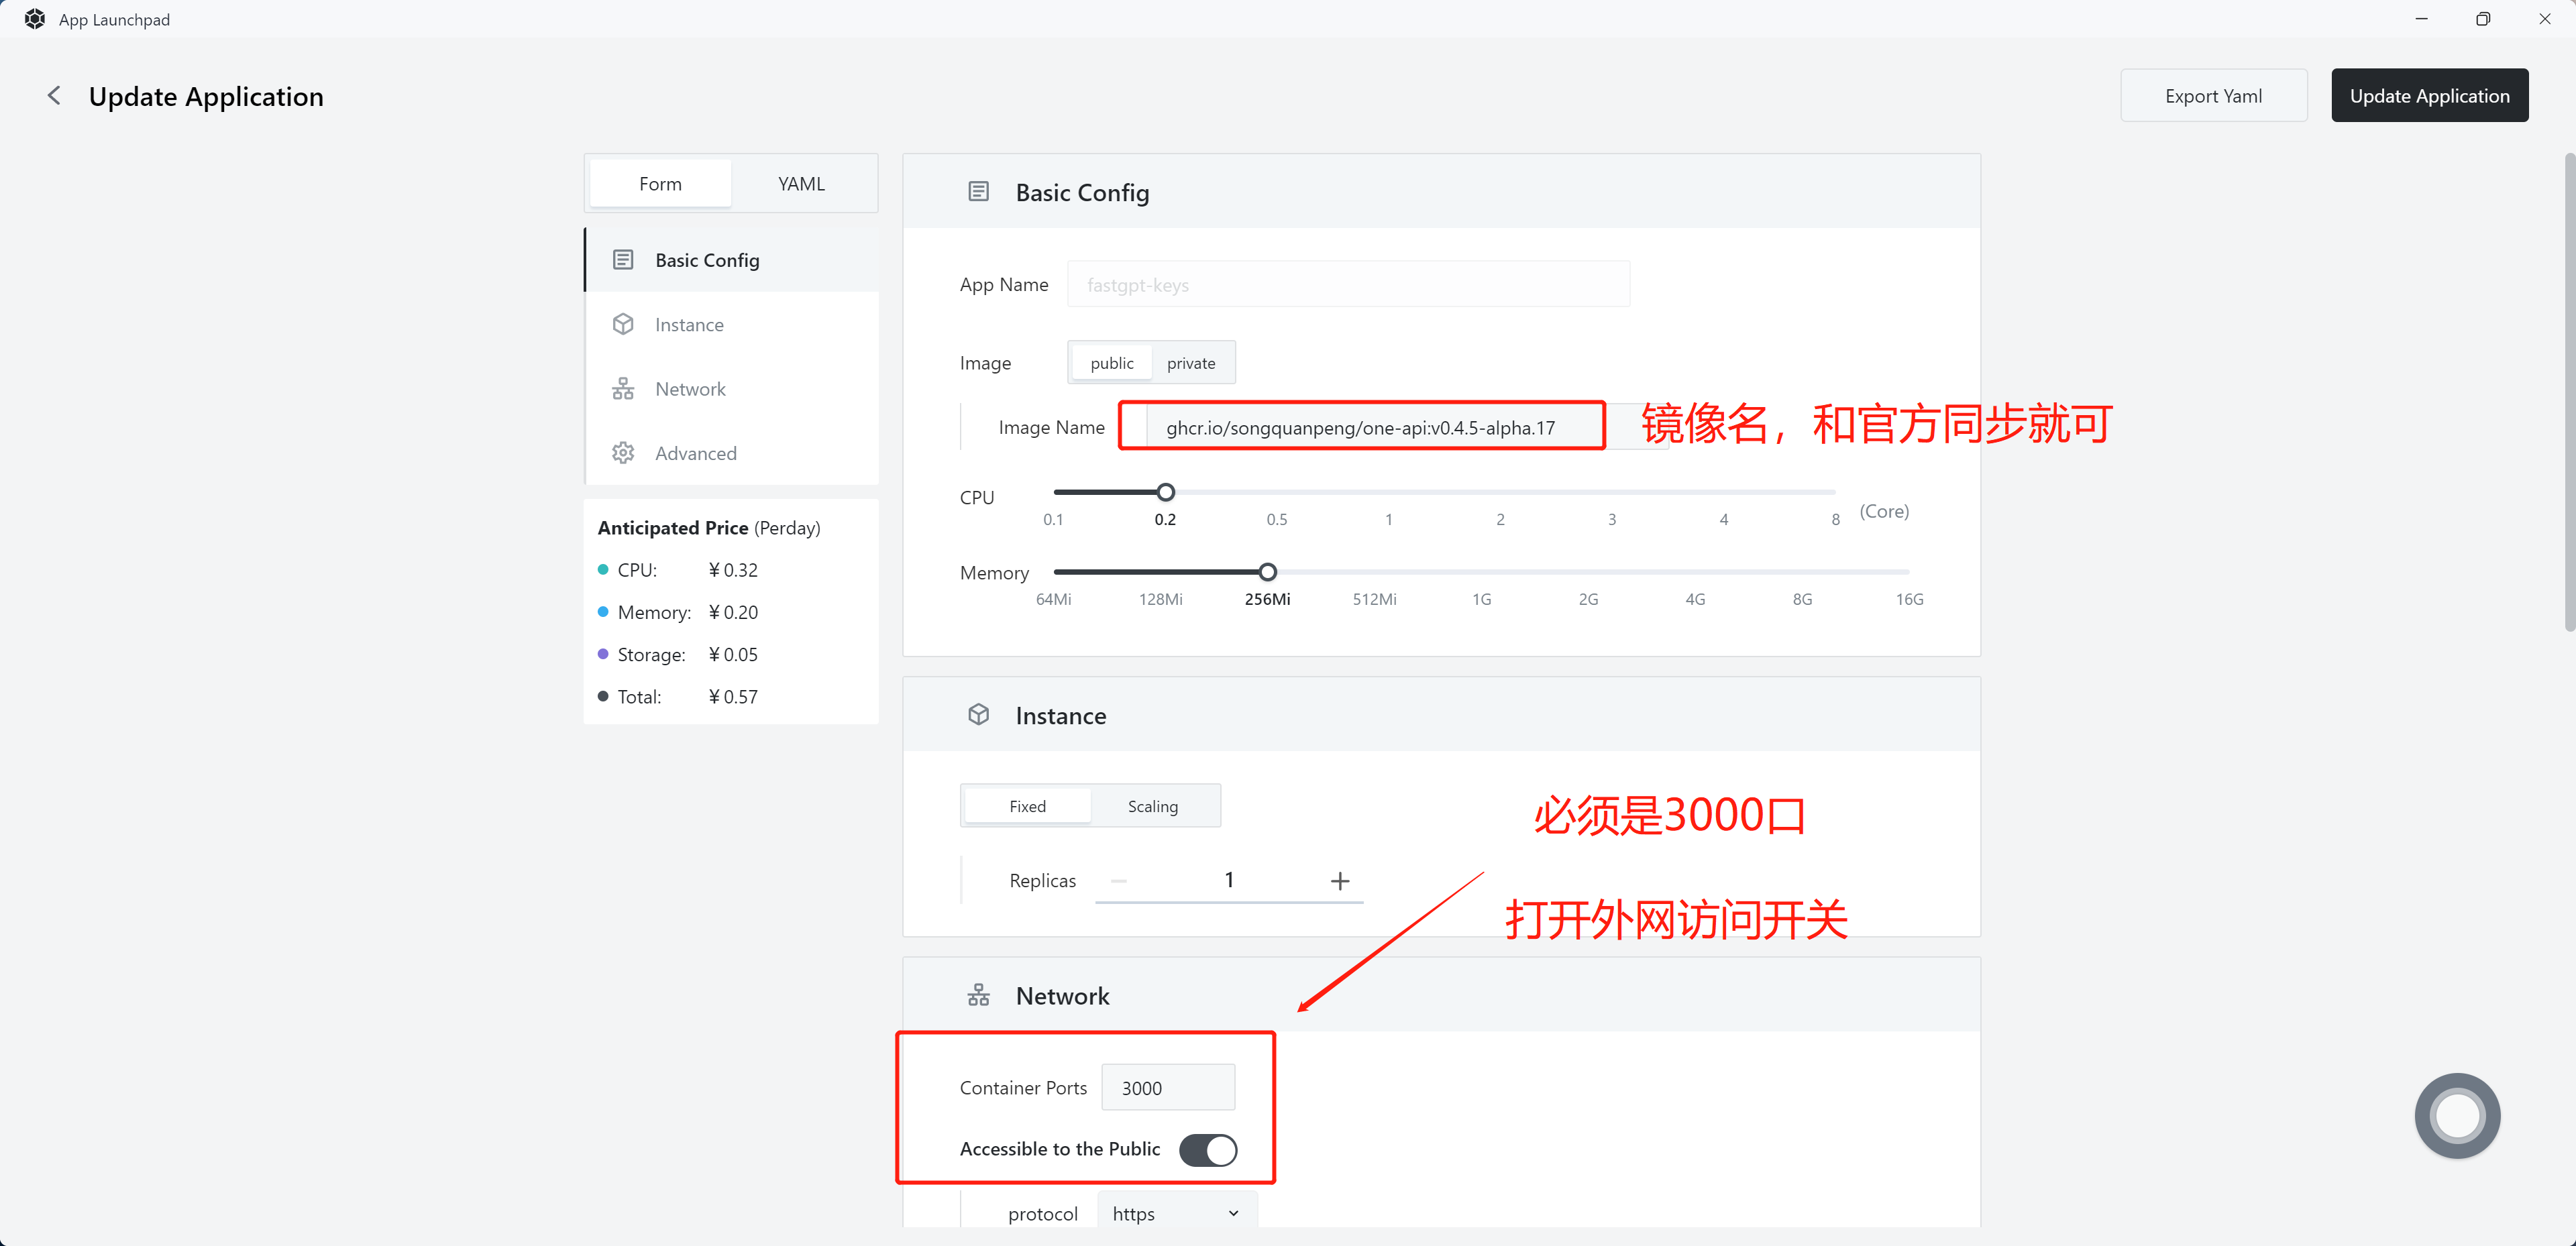 App Launchpad
Update Application
Export Yaml
Update Application
Form
YAML
Basic Config
Instance
Network
Advanced
Anticipated Price (Perday)
CPU: ￥0.32
Memory: ￥0.20
Storage: ￥0.05
Total: ￥0.57
Basic Config
App Name fastgpt-keys
Image public private
Image Name ghcr.io/songquanpeng/one-api:v0.4.5-alpha.17
镜像名，和官方同步就可
CPU
0.1 0.2 0.5 1 2 3 4 8 (Core)
Memory
64Mi 128Mi 256Mi 512Mi 1G 2G 4G 8G 16G
Instance
Fixed Scaling
必须是3000口
Replicas 1
打开外网访问开关
Network
Container Ports 3000
Accessible to the Public
protocol https